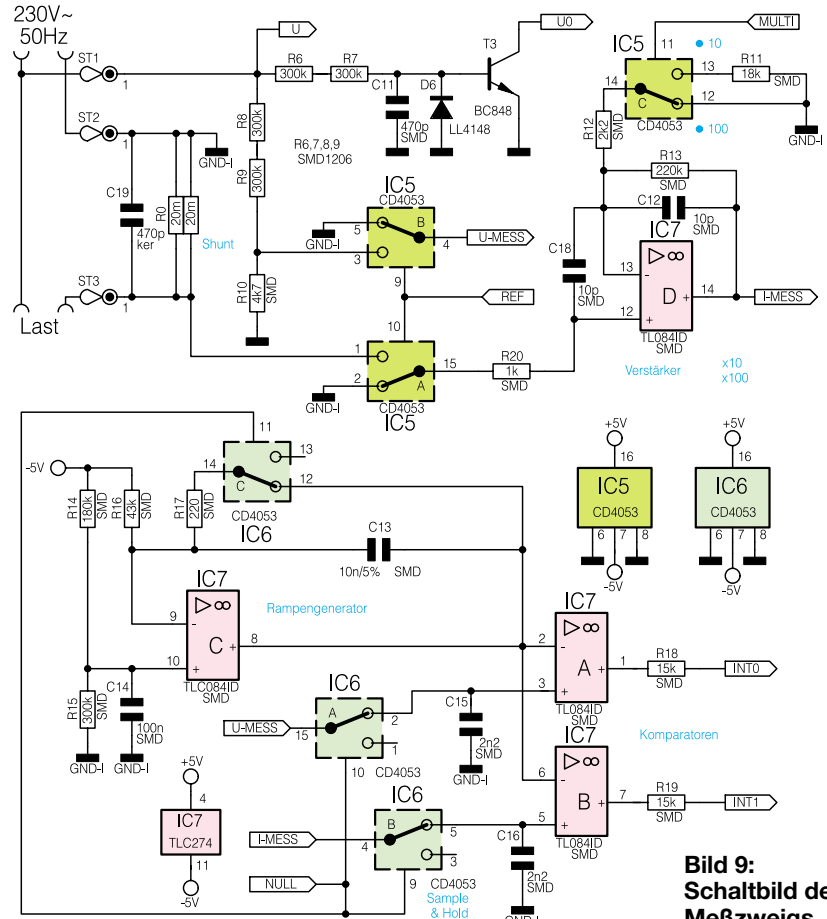 230V~
50Hz
ST1
1
ST2
1
GND-I
C19
470p
ker
R0
20m
20m
Shunt
ST3
1
Last
U
R6
300k
R7
300k
R8
300k
R9
300k
R6,7,8,9
SMD1206
C11
470p
SMD
D6
LL4148
T3
BC848
U0
R10
4k7
SMD
IC5
CD4053
GND-I
5
B
4
3
9
U-MESS
REF
10
1
2
15
A
GND-I
CD4053
IC5
R20
1k
SMD
MULTI
IC5
11
● 10
14
13
C
12
CD4053
● 100
R11
18k
SMD
GND-I
R12
2k2
SMD
R13
220k
SMD
C12
10p
SMD
C18
10p
SMD
IC7
▷∞
13
-
D
+
14
12
+
TL084ID
SMD
I-MESS
Verstärker
x10
x100
-5V
R14
180k
SMD
R16
43k
SMD
R17
220
SMD
11
13
14
12
C
CD4053
IC6
C13
10n/5%
SMD
IC7
▷∞
9
-
C
+
8
10
+
TLC084ID
SMD
Rampengenerator
R15
300k
SMD
C14
100n
SMD
GND-I
GND-I
+5V
4
IC7
TLC274
11
-5V
IC6
U-MESS
15
A
2
1
10
CD4053
IC6
I-MESS
4
B
5
3
9
CD4053
NULL
Sample
& Hold
C15
2n2
SMD
GND-I
C16
2n2
SMD
GND-I
+5V
16
IC5
CD4053
6
7
8
-5V
+5V
16
IC6
CD4053
6
7
8
-5V
IC7
▷∞
2
-
A
+
1
3
+
TL084ID
SMD
R18
15k
SMD
INT0
Komparatoren
IC7
▷∞
6
-
B
+
7
5
+
TL084ID
SMD
R19
15k
SMD
INT1
Bild 9:
Schaltbild de
Meßzweigs